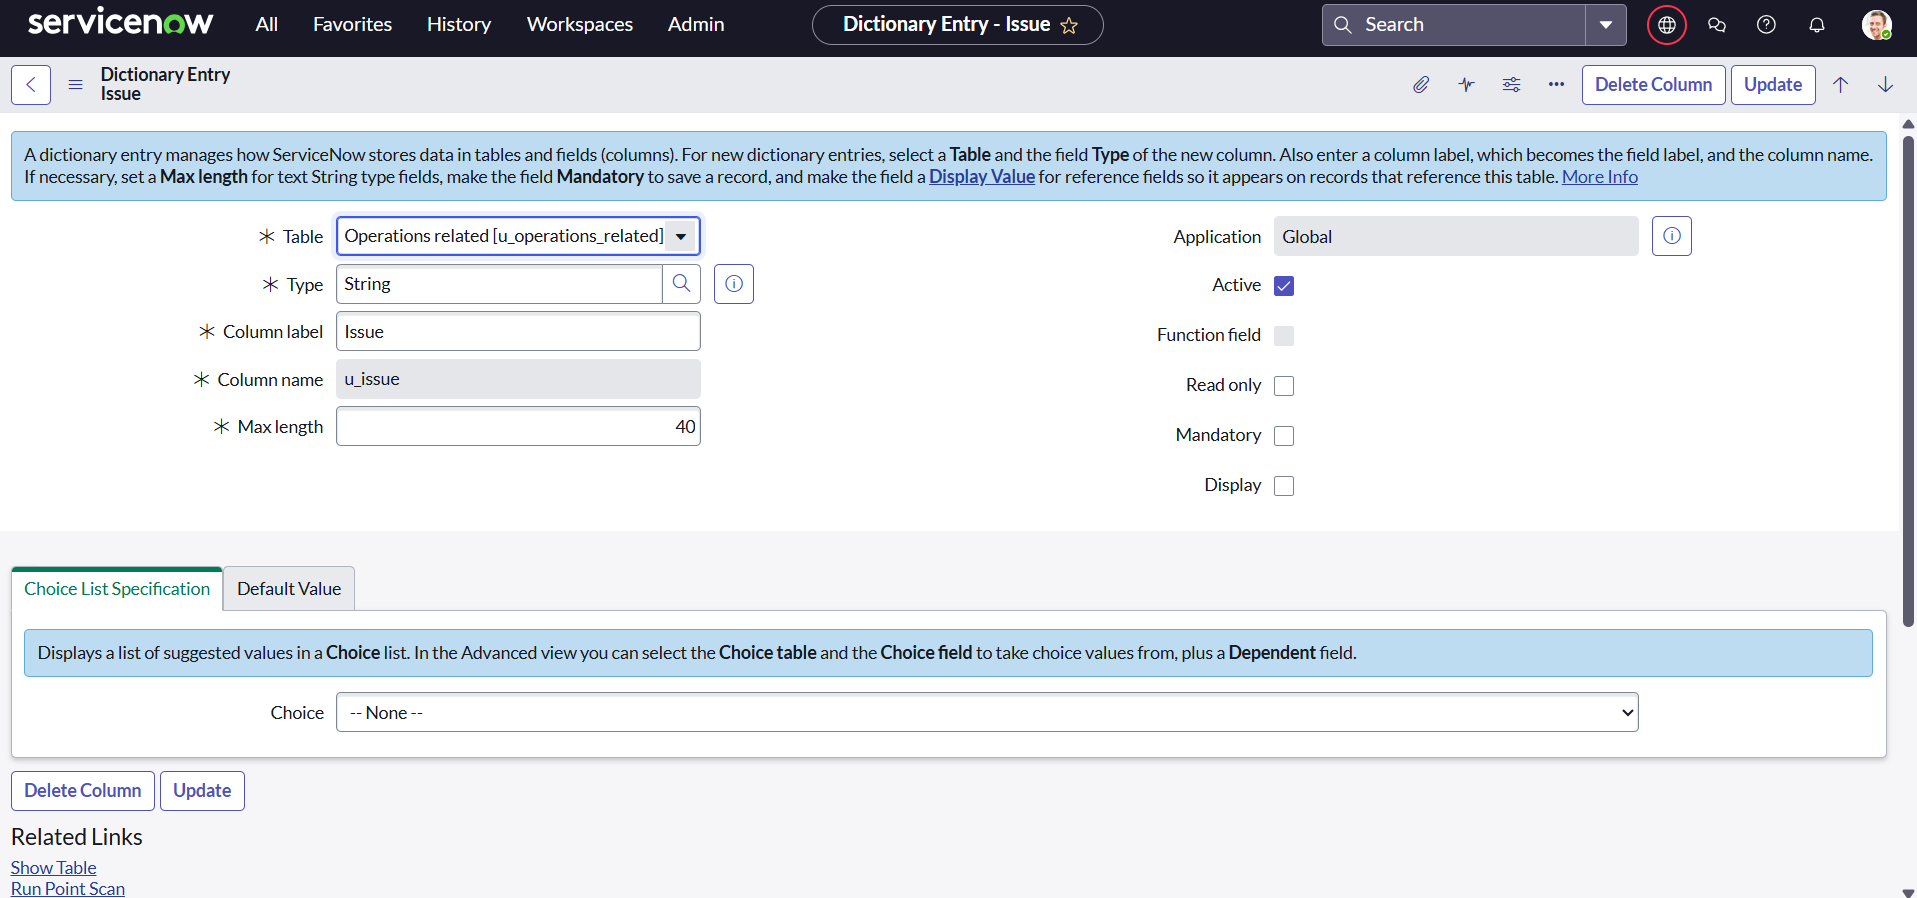 servicenow All Favorites History Workspaces Admin Dictionary Entry - Issue Search
Dictionary Entry
Issue
Delete Column Update
A dictionary entry manages how ServiceNow stores data in tables and fields (columns). For new dictionary entries, select a Table and the field Type of the new column. Also enter a column label, which becomes the field label, and the column name.
If necessary, set a Max length for text String type fields, make the field Mandatory to save a record, and make the field a Display Value for reference fields so it appears on records that reference this table. More Info
Table Operations related [u_operations_related]
Type String
Column label Issue
Column name u_issue
Max length 40
Application Global
Active
Function field
Read only
Mandatory
Display
Choice List Specification Default Value
Displays a list of suggested values in a Choice list. In the Advanced view you can select the Choice table and the Choice field to take choice values from, plus a Dependent field.
Choice -- None --
Delete Column Update
Related Links
Show Table
Run Point Scan